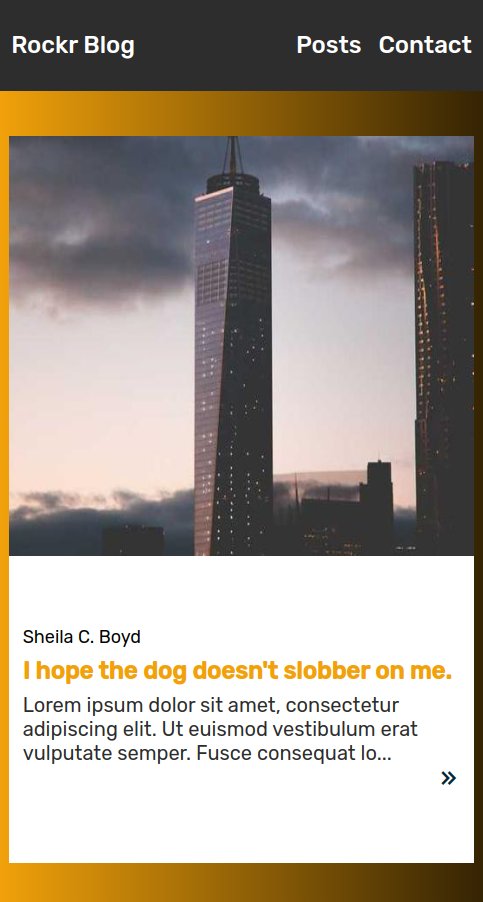 Rockr Blog Posts Contact
Sheila C. Boyd
I hope the dog doesn't slobber on me.
Lorem ipsum dolor sit amet, consectetur
adipiscing elit. Ut euismod vestibulum erat
vulputate semper. Fusce consequat lo...
»